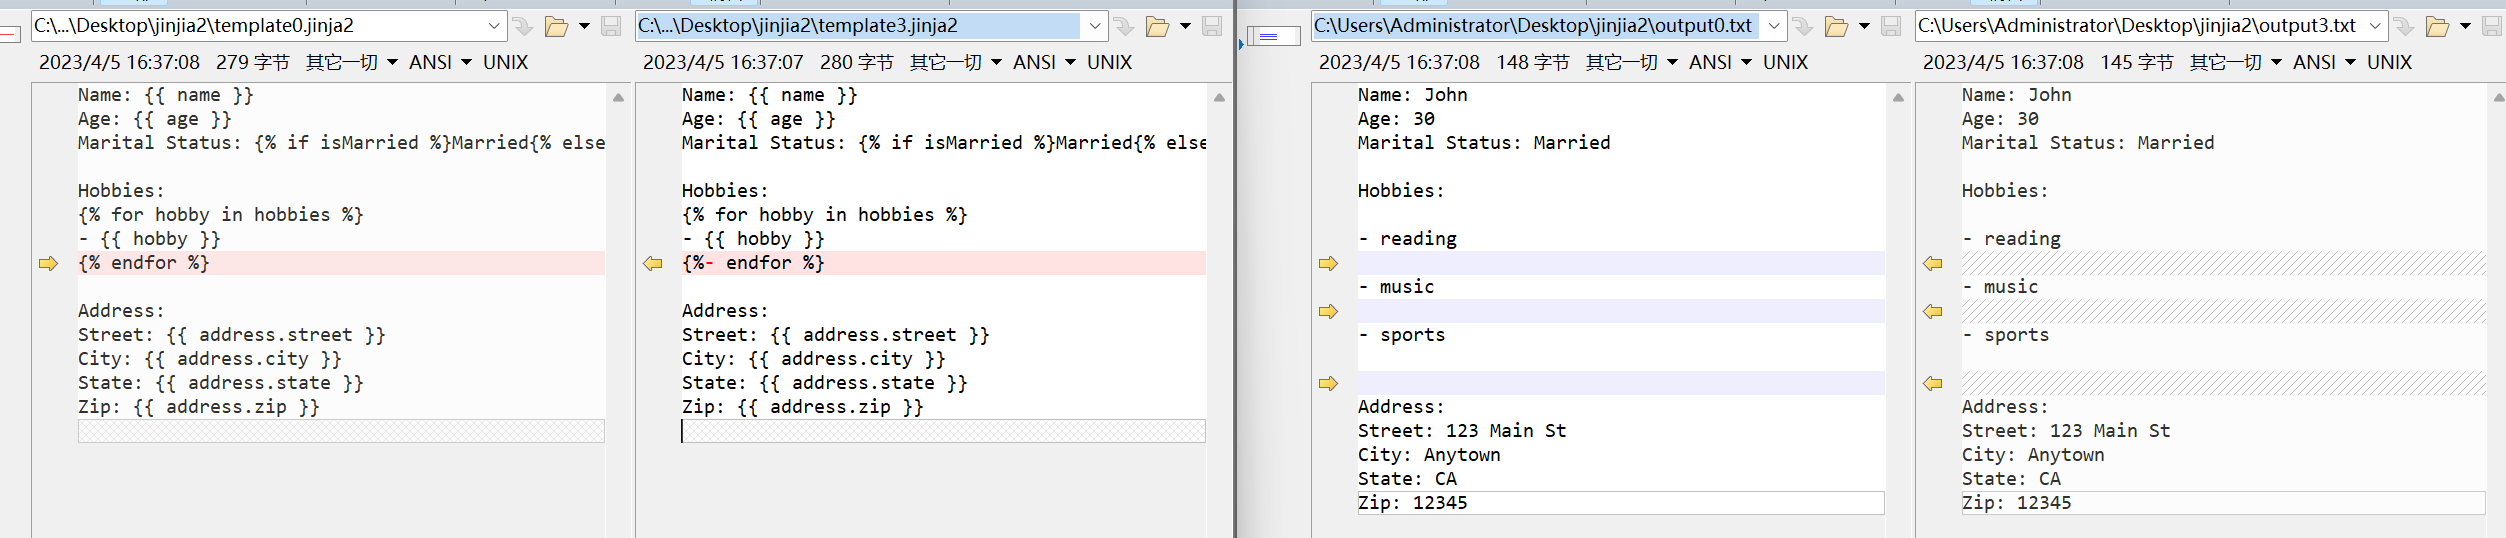 C:\...\Desktop\jinjia2\template0.jinja2
2023/4/5 16:37:08 279 字节 其它一切 ANSI UNIX
Name: {{ name }}
Age: {{ age }}
Marital Status: {% if isMarried %}Married{% else
Hobbies:
{% for hobby in hobbies %}
- {{ hobby }}
{% endfor %}
Address:
Street: {{ address.street }}
City: {{ address.city }}
State: {{ address.state }}
Zip: {{ address.zip }}
C:\...\Desktop\jinjia2\template3.jinja2
2023/4/5 16:37:07 280 字节 其它一切 ANSI UNIX
Name: {{ name }}
Age: {{ age }}
Marital Status: {% if isMarried %}Married{% else
Hobbies:
{% for hobby in hobbies %}
- {{ hobby }}
{%- endfor %}
Address:
Street: {{ address.street }}
City: {{ address.city }}
State: {{ address.state }}
Zip: {{ address.zip }}
C:\Users\Administrator\Desktop\jinjia2\output0.txt
2023/4/5 16:37:08 148 字节 其它一切 ANSI UNIX
Name: John
Age: 30
Marital Status: Married
Hobbies:
- reading
- music
- sports
Address:
Street: 123 Main St
City: Anytown
State: CA
Zip: 12345
C:\Users\Administrator\Desktop\jinjia2\output3.txt
2023/4/5 16:37:08 145 字节 其它一切 ANSI UNIX
Name: John
Age: 30
Marital Status: Married
Hobbies:
- reading
- music
- sports
Address:
Street: 123 Main St
City: Anytown
State: CA
Zip: 12345